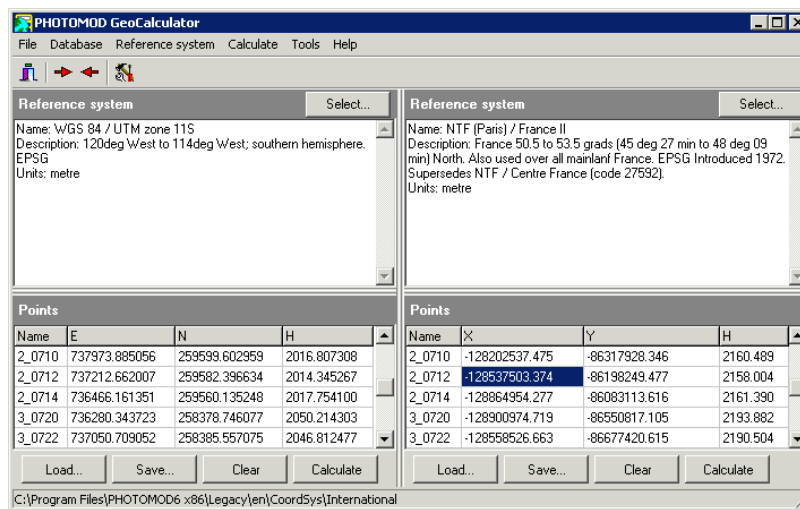 PHOTOMOD GeoCalculator
File Database Reference system Calculate Tools Help
Reference system Select...
Name: WGS 84 / UTM zone 11S
Description: 120deg West to 114deg West; southern hemisphere.
EPSG
Units: metre
Reference system Select...
Name: NTF (Paris) / France II
Description: France 50.5 to 53.5 grads (45 deg 27 min to 48 deg 09
min) North. Also used over all mainlanf France. EPSG Introduced 1972.
Supersedes NTF / Centre France (code 27592).
Units: metre
Points
Name E N H
2_0710 737973.885056 259599.602959 2016.807308
2_0712 737212.662007 259582.396634 2014.345267
2_0714 736466.161351 259560.135248 2017.754100
3_0720 736280.343723 258378.746077 2050.214303
3_0722 737050.709052 258385.557075 2046.812477
Load... Save... Clear Calculate
Points
Name X Y H
2_0710 -128202537.475 -86317928.346 2160.489
2_0712 -128537503.374 -86198249.477 2158.004
2_0714 -128864954.277 -86083113.616 2161.390
3_0720 -128900974.719 -86550817.105 2193.882
3_0722 -128558526.663 -86677420.615 2190.504
Load... Save... Clear Calculate
C:\Program Files\PHOTOMOD6 x86\Legacy\en\CoordSys\International